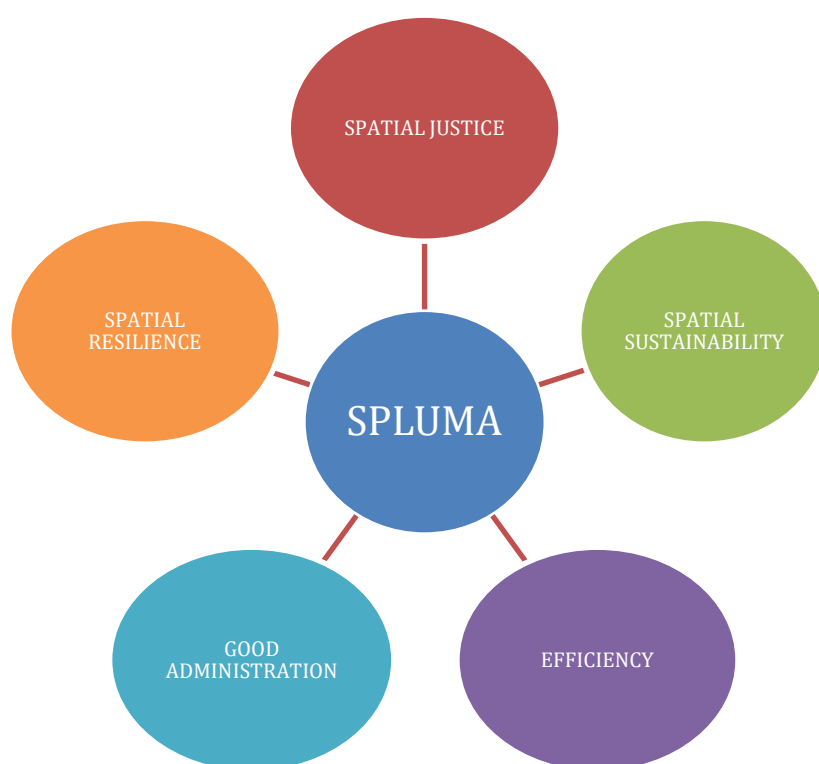 SPATIAL JUSTICE
SPATIAL
RESILIENCE
SPATIAL
SUSTAINABILITY
SPLUMA
GOOD
ADMINISTRATION
EFFICIENCY